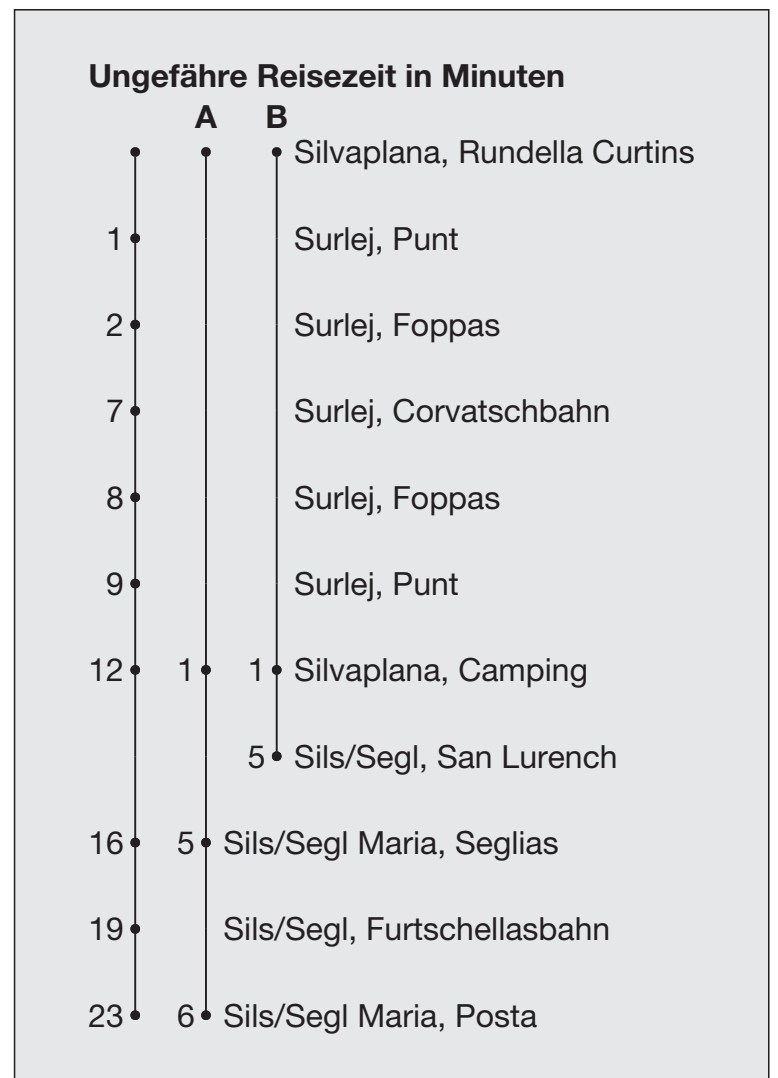 Ungefähre Reisezeit in Minuten
A B
Silvaplana, Rundella Curtins
1 Surlej, Punt
2 Surlej, Foppas
7 Surlej, Corvatschbahn
8 Surlej, Foppas
9 Surlej, Punt
12 1 1 Silvaplana, Camping
5 Sils/Segl, San Lurench
16 5 Sils/Segl Maria, Seglias
19 Sils/Segl, Furtschellasbahn
23 6 Sils/Segl Maria, Posta